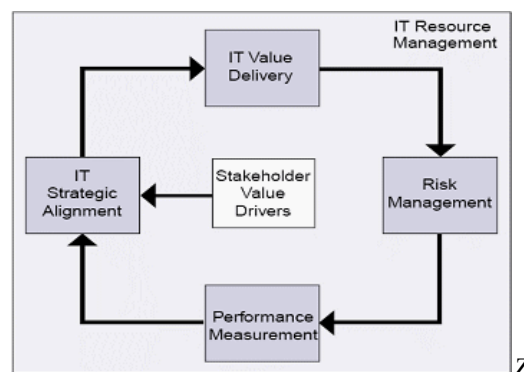 IT Resource
Management
IT Value
Delivery
IT
Strategic
Alignment
Stakeholder
Value
Drivers
Risk
Management
Performance
Measurement